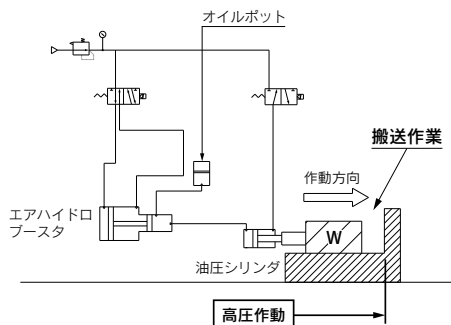 オイルポット
搬送作業
作動方向
エアハイドロ
ブースタ
W
油圧シリンダ
高圧作動